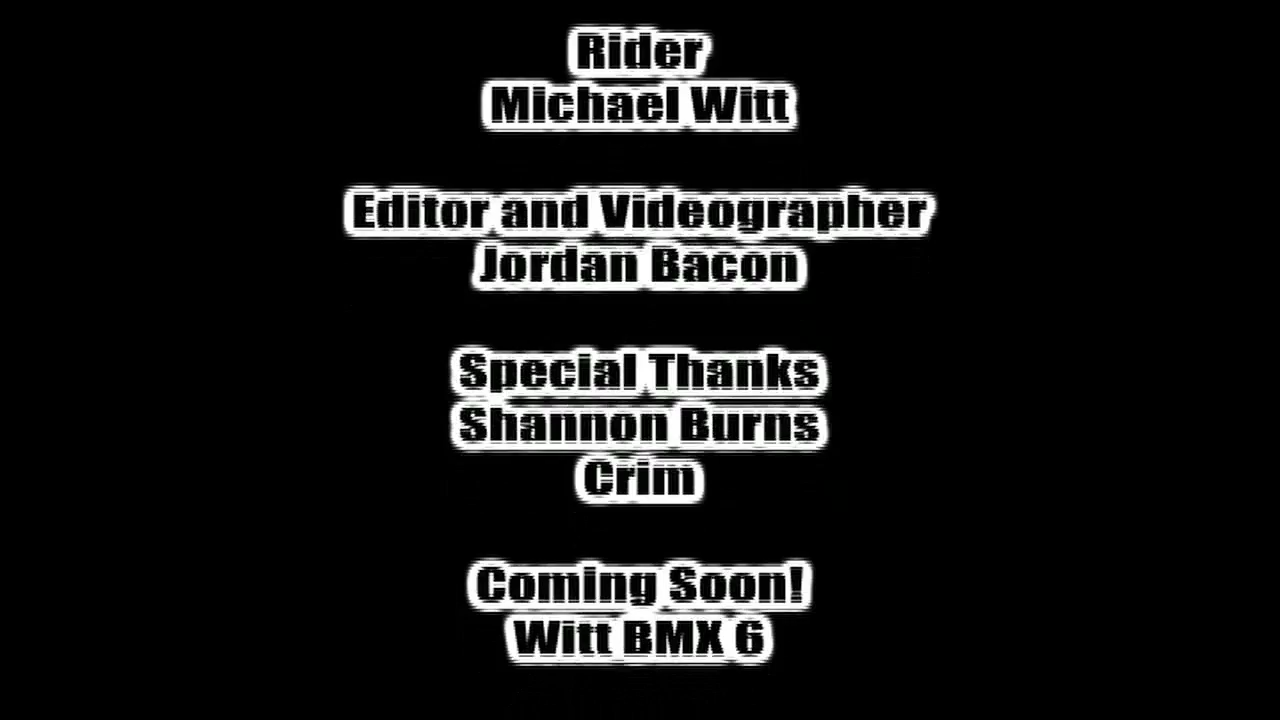 Rider
Michael Witt
Editor and Videographer
Jordan Bacon
Special Thanks
Shannon Burns
Crim
Coming Soon!
Witt BMX 6